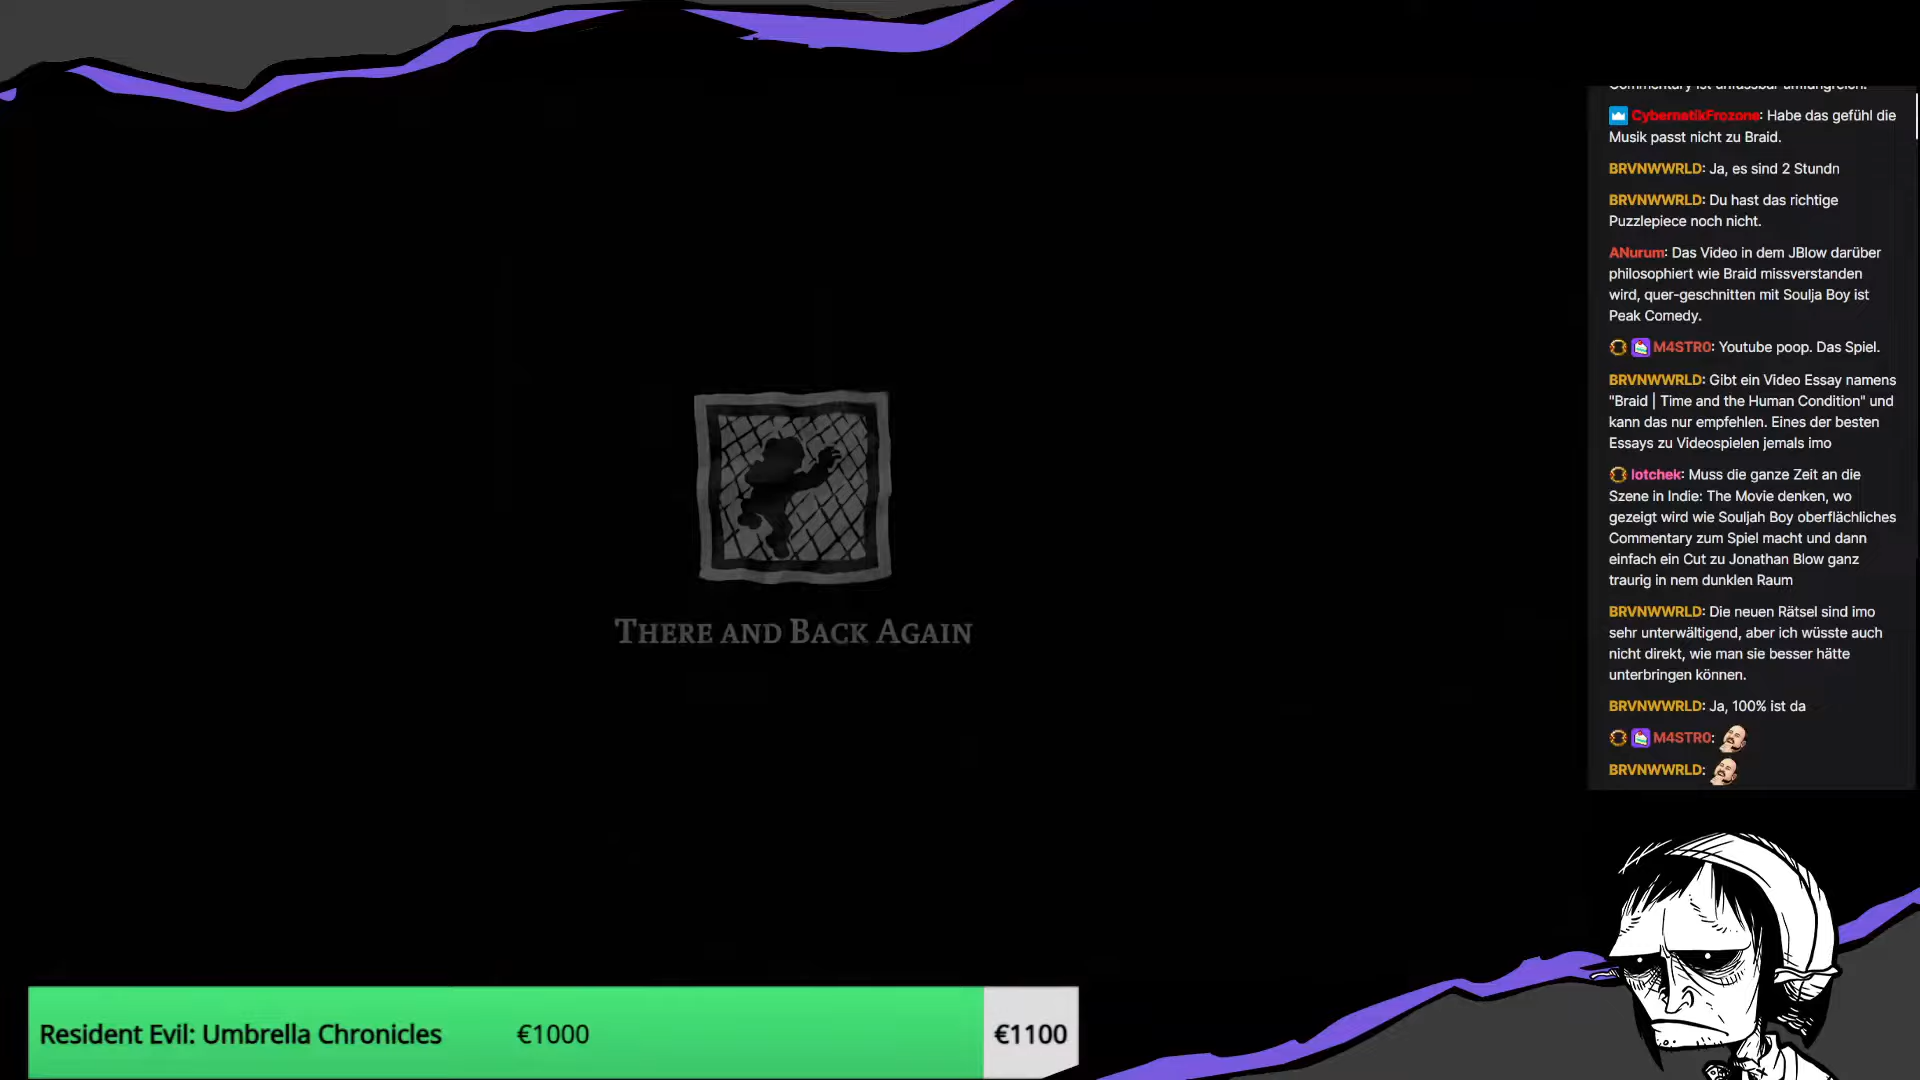 THERE AND BACK AGAIN
Resident Evil: Umbrella Chronicles €1000 €1100
Commentary ist unfassbar umfangreich.
CybernetikFrozone: Habe das gefühl die
Musik passt nicht zu Braid.
BRVNWWRLD: Ja, es sind 2 Stundn
BRVNWWRLD: Du hast das richtige
Puzzlepiece noch nicht.
ANurum: Das Video in dem JBlow darüber
philosophiert wie Braid missverstanden
wird, quer-geschnitten mit Soulja Boy ist
Peak Comedy.
M4STR0: Youtube poop. Das Spiel.
BRVNWWRLD: Gibt ein Video Essay namens
"Braid | Time and the Human Condition" und
kann das nur empfehlen. Eines der besten
Essays zu Videospielen jemals imo
lotchek: Muss die ganze Zeit an die
Szene in Indie: The Movie denken, wo
gezeigt wird wie Souljah Boy oberflächliches
Commentary zum Spiel macht und dann
einfach ein Cut zu Jonathan Blow ganz
traurig in nem dunklen Raum
BRVNWWRLD: Die neuen Rätsel sind imo
sehr unterwältigend, aber ich wüsste auch
nicht direkt, wie man sie besser hätte
unterbringen können.
BRVNWWRLD: Ja, 100% ist da
M4STR0:
BRVNWWRLD: